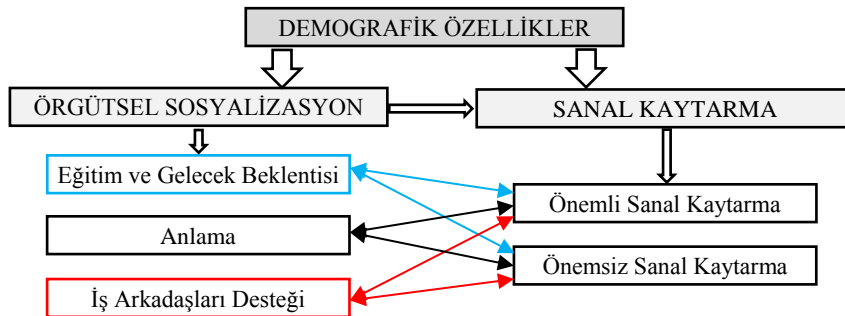 DEMOGRAFİK ÖZELLİKLER
ÖRGÜTSEL SOSYALİZASYON
SANAL KAYTARMA
Eğitim ve Gelecek Beklentisi
Önemli Sanal Kaytarma
Anlama
Önemsiz Sanal Kaytarma
İş Arkadaşları Desteği